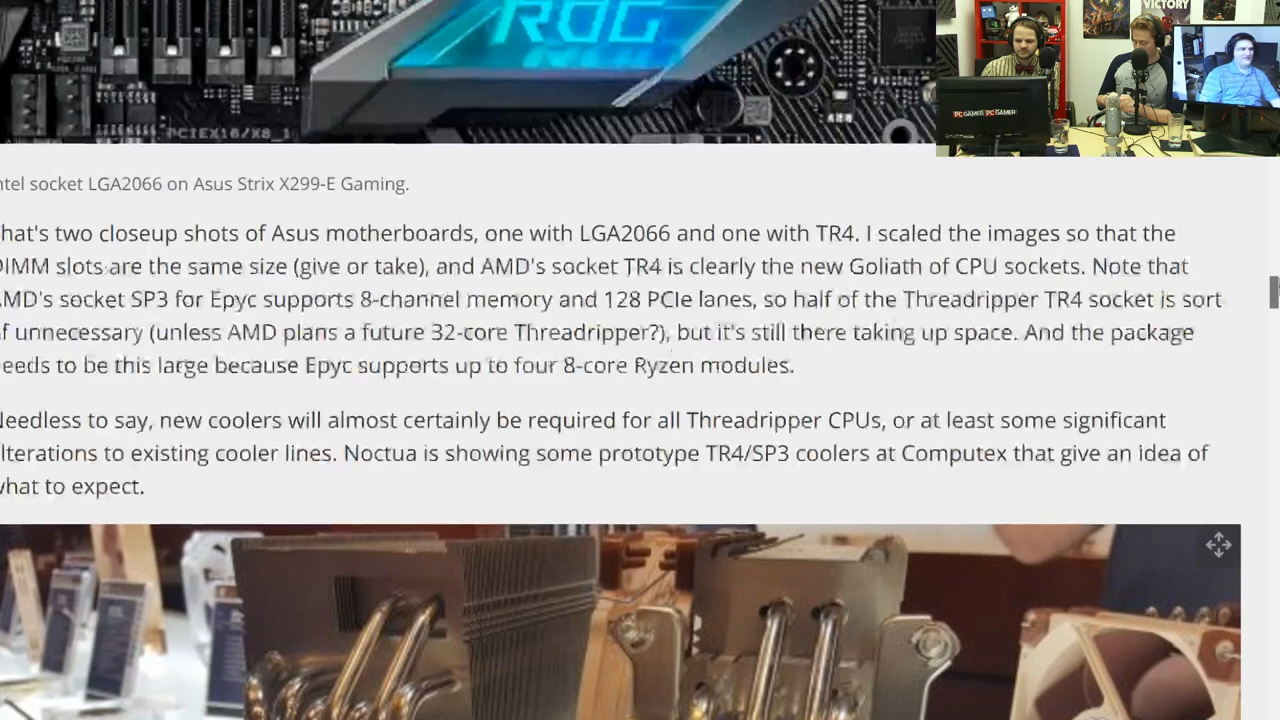 ROG
VICTORY
PCIEX16/X8_1
PC GAMER PC GAMER
ntel socket LGA2066 on Asus Strix X299-E Gaming.
hat's two closeup shots of Asus motherboards, one with LGA2066 and one with TR4. I scaled the images so that the
DIMM slots are the same size (give or take), and AMD's socket TR4 is clearly the new Goliath of CPU sockets. Note that
AMD's socket SP3 for Epyc supports 8-channel memory and 128 PCIe lanes, so half of the Threadripper TR4 socket is sort
f unnecessary (unless AMD plans a future 32-core Threadripper?), but it's still there taking up space. And the package
eeds to be this large because Epyc supports up to four 8-core Ryzen modules.
Needless to say, new coolers will almost certainly be required for all Threadripper CPUs, or at least some significant
lterations to existing cooler lines. Noctua is showing some prototype TR4/SP3 coolers at Computex that give an idea of
what to expect.